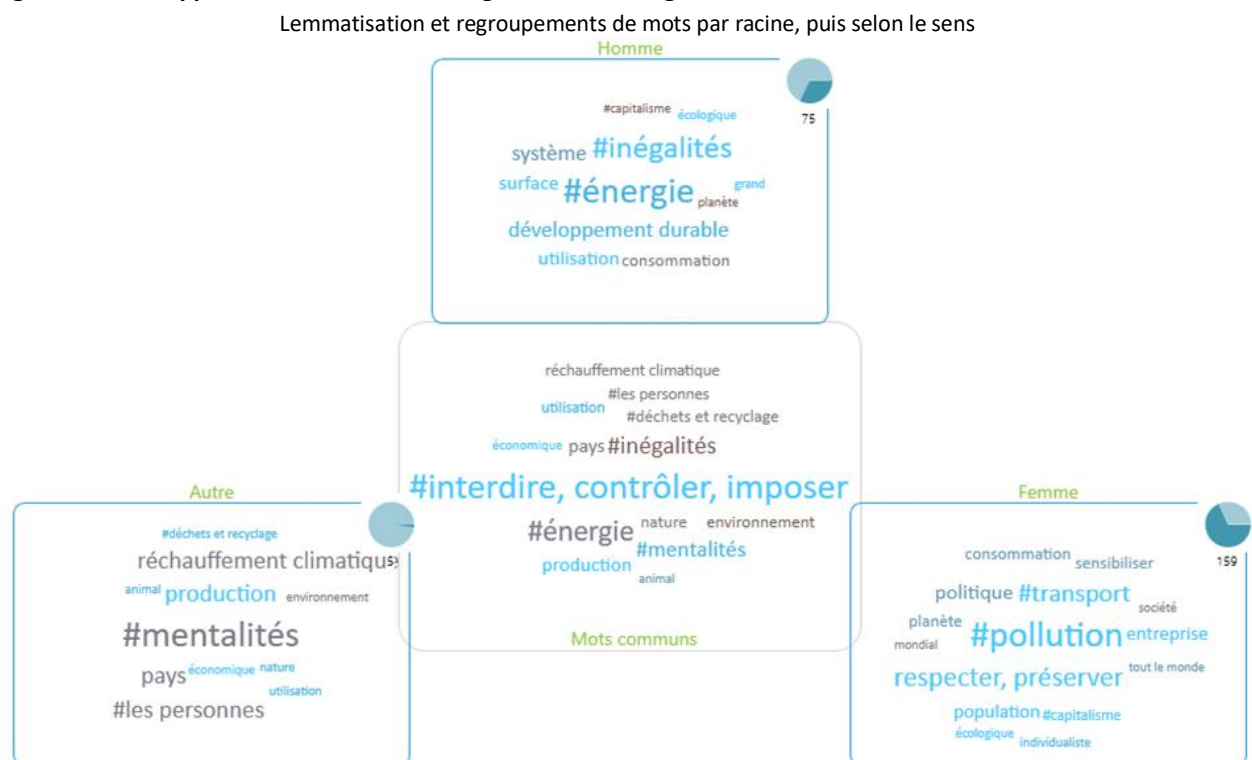 Lemmatisation et regroupements de mots par racine, puis selon le sens
Homme
75
#capitalisme écologique
système #inégalités
surface #énergie planète grand
développement durable
utilisation consommation
réchauffement climatique
#les personnes
utilisation #déchets et recyclage
économique pays #inégalités
#interdire, contrôler, imposer
#énergie nature environnement
#mentalités
production
animal
Mots communs
Autre
#déchets et recyclage
réchauffement climatique
animal production environnement
#mentalités
pays économique nature
utilisation
#les personnes
Femme
159
consommation sensibiliser
politique #transport
société
planète
mondial #pollution entreprise
respecter, préserver tout le monde
population #capitalisme
écologique individualiste